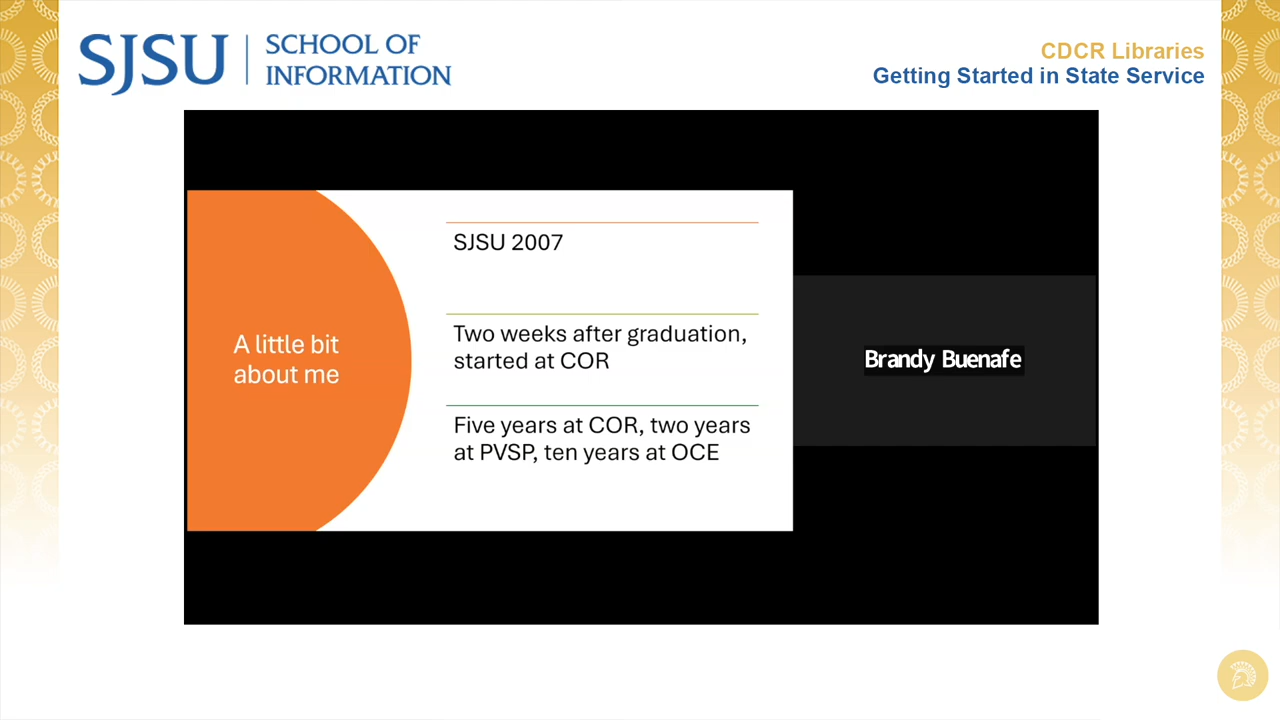 SJSU
SCHOOL OF
INFORMATION
CDCR Libraries
Getting Started in State Service
A little bit
about me
SJSU 2007
Two weeks after graduation,
started at COR
Five years at COR, two years
at PVSP, ten years at OCE
Brandy Buenafe